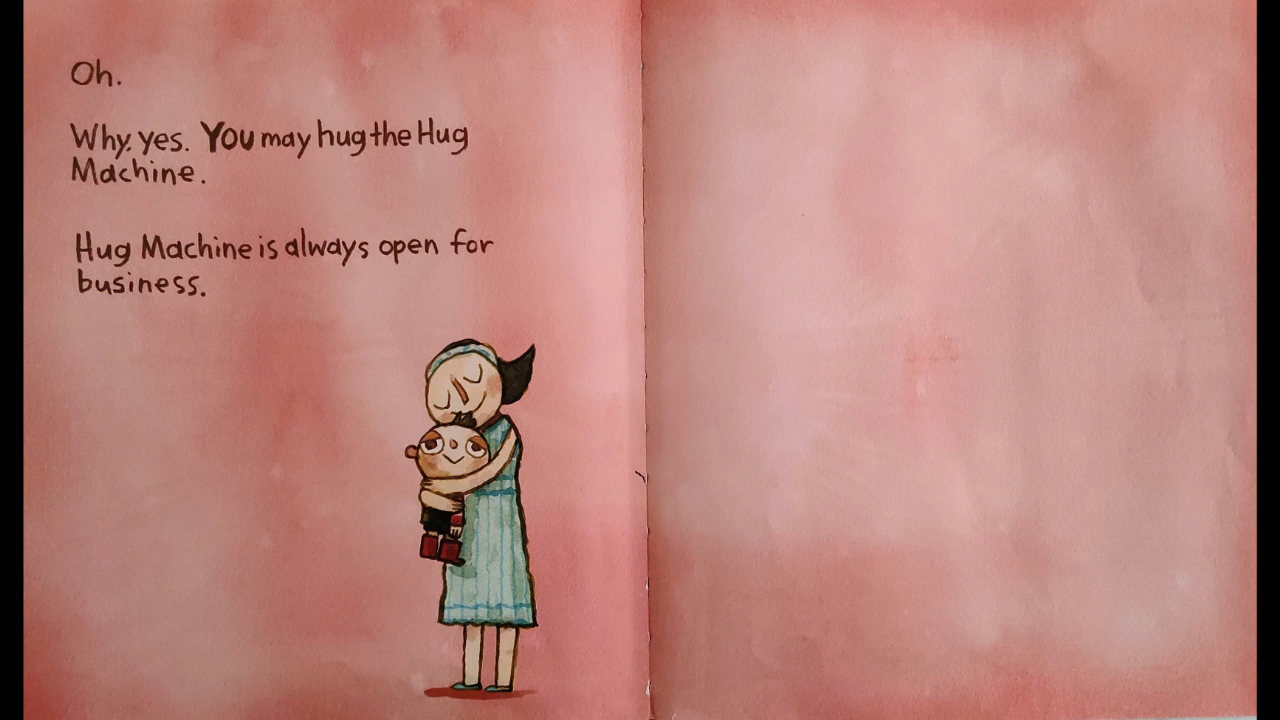 Oh.
Why, yes. YOU may hug the Hug
Machine.
Hug Machine is always open for
business.